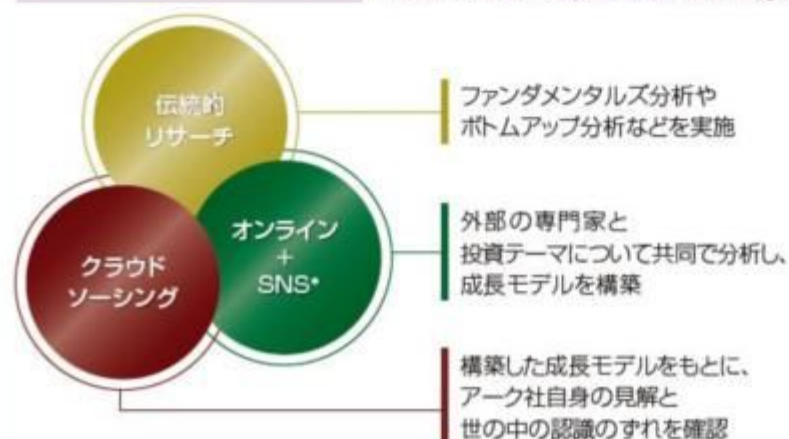 伝統的
リサーチ
ファンダメンタルズ分析や
ボトムアップ分析などを実施
オンライン
+
SNS*
外部の専門家と
投資テーマについて共同で分析し、
成長モデルを構築
クラウド
ソーシング
構築した成長モデルをもとに、
アーク社自身の見解と
世の中の認識のずれを確認